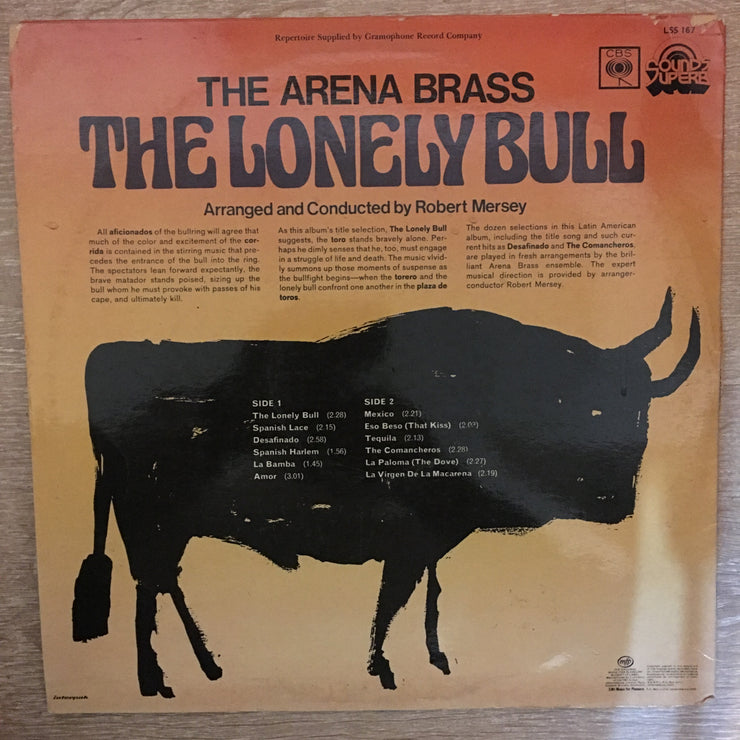 Repertoire Supplied by Gramophone Record Company
LSS 167
CBS
SOUNDS SUPERB
THE ARENA BRASS
THE LONELY BULL
Arranged and Conducted by Robert Mersey
All aficionados of the bullring will agree that
much of the color and excitement of the cor-
rida is contained in the stirring music that pre-
cedes the entrance of the bull into the ring.
The spectators lean forward expectantly, the
brave matador stands poised, sizing up the
bull whom he must provoke with passes of his
cape, and ultimately kill.
As this album's title selection, The Lonely Bull
suggests, the toro stands bravely alone. Per-
haps he dimly senses that he, too, must engage
in a struggle of life and death. The music vivid-
ly summons up those moments of suspense as
the bullfight begins—when the torero and the
lonely bull confront one another in the plaza de
toros.
The dozen selections in this Latin American
album, including the title song and such cur-
rent hits as Desafinado and The Comancheros,
are played in fresh arrangements by the bril-
liant Arena Brass ensemble. The expert
musical direction is provided by arranger-
conductor Robert Mersey.
SIDE 1
The Lonely Bull (2.28)
Spanish Lace (2.15)
Desafinado (2.58)
Spanish Harlem (1.56)
La Bamba (1.45)
Amor (3.01)
SIDE 2
Mexico (2.21)
Eso Beso (That Kiss)
Tequila (2.13)
The Comancheros (2.28)
La Paloma (The Dove) (2.27)
La Virgen De La Macarena (2.19)
mfp